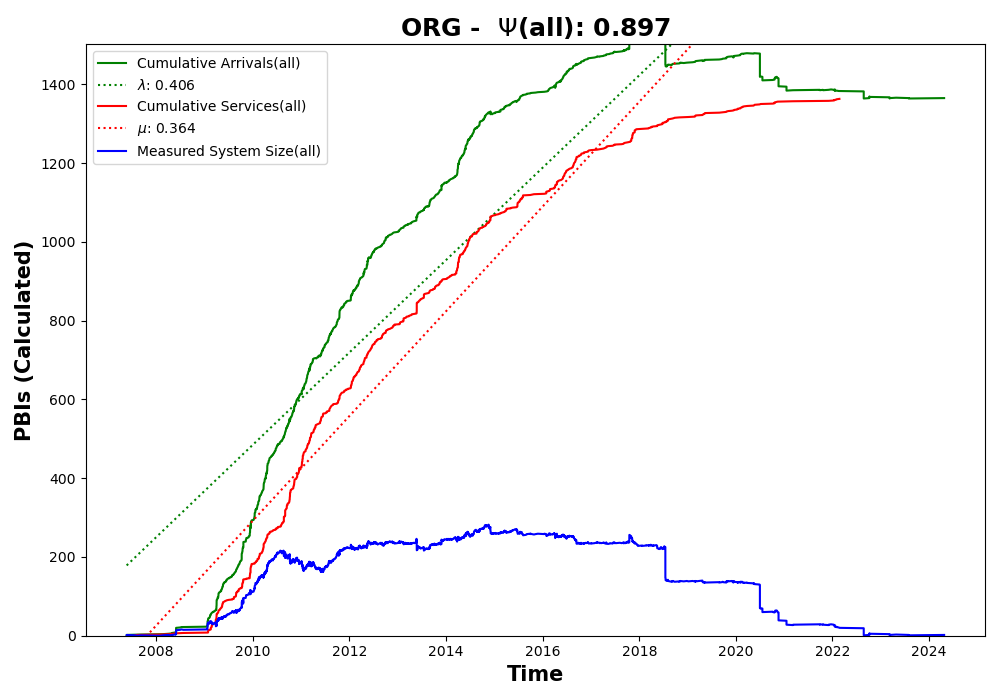 ORG -  Ψ(all): 0.897
Cumulative Arrivals(all)
λ: 0.406
Cumulative Services(all)
μ: 0.364
Measured System Size(all)
PBIs (Calculated)
1400
1200
1000
800
600
400
200
0
2008 2010 2012 2014 2016 2018 2020 2022 2024
Time